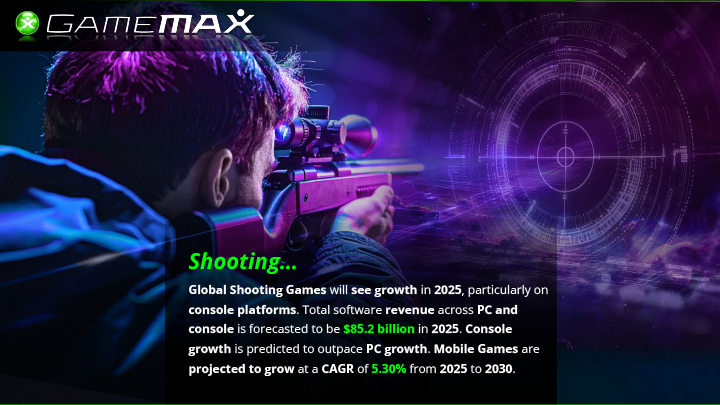 GAMEMAX
Shooting...
Global Shooting Games will see growth in 2025, particularly on
console platforms. Total software revenue across PC and
console is forecasted to be $85.2 billion in 2025. Console
growth is predicted to outpace PC growth. Mobile Games are
projected to grow at a CAGR of 5.30% from 2025 to 2030.